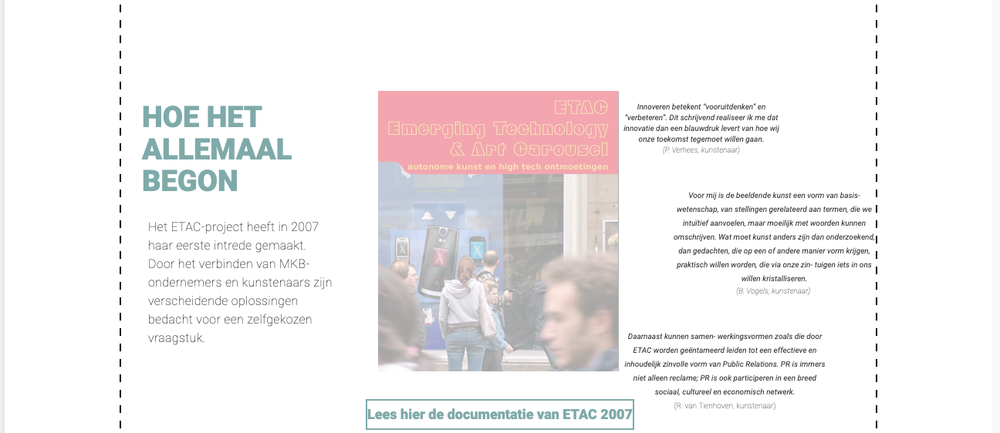 HOE HET
ALLEMAAL
BEGON
Het ETAC-project heeft in 2007
haar eerste intrede gemaakt.
Door het verbinden van MKB-
ondernemers en kunstenaars zijn
verscheidende oplossingen
bedacht voor een zelfgekozen
vraagstuk.
ETAC
Emerging Technology
& Art Carousel
autonome kunst en high tech ontmoetingen
Lees hier de documentatie van ETAC 2007
Innoveren betekent “vooruitdenken” en
“verbeteren”. Dit schrijvend realiseer ik me dat
innovatie dan een blauwdruk levert van hoe wij
onze toekomst tegemoet willen gaan.
(P. Verhees, kunstenaar)
Voor mij is de beeldende kunst een vorm van basis-
wetenschap, van stellingen gerelateerd aan termen, die we
intuïtief aanvoelen, maar moeilijk met woorden kunnen
omschrijven. Wat moet kunst anders zijn dan onderzoekend,
dan gedachten, die op een of andere manier vorm krijgen,
praktisch willen worden, die via onze zin- tuigen iets in ons
willen kristalliseren.
(B. Vogels, kunstenaar)
Daarnaast kunnen samen- werkingsvormen zoals die door
ETAC worden geëntameerd leiden tot een effectieve en
inhoudelijk zinvolle vorm van Public Relations. PR is immers
niet alleen reclame; PR is ook participeren in een breed
sociaal, cultureel en economisch netwerk.
(R. van Tienhoven, kunstenaar)